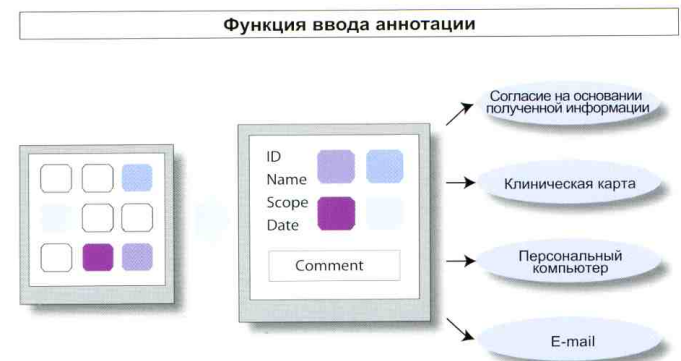 Функция ввода аннотации
ID
Name
Scope
Date
Comment
Согласие на основании
полученной информации
Клиническая карта
Персональный
компьютер
E-mail